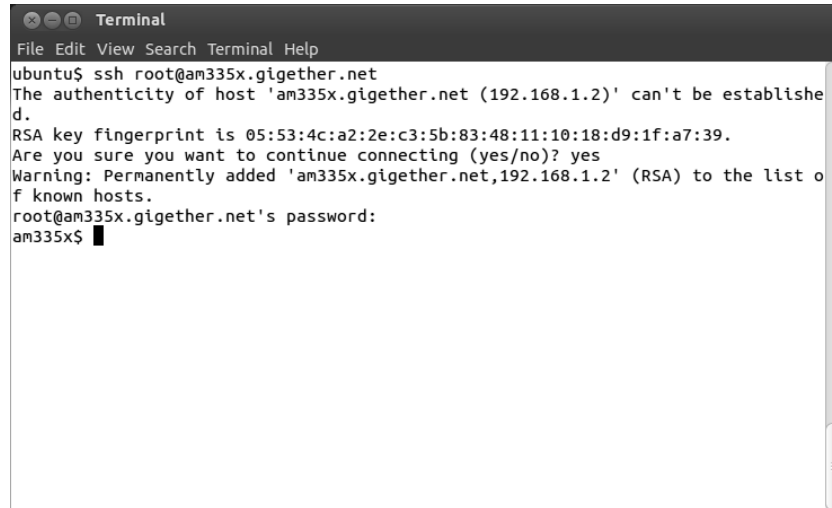 Terminal
File Edit View Search Terminal Help
ubuntu$ ssh root@am335x.gigether.net
The authenticity of host 'am335x.gigether.net (192.168.1.2)' can't be establishe
d.
RSA key fingerprint is 05:53:4c:a2:2e:c3:5b:83:48:11:10:18:d9:1f:a7:39.
Are you sure you want to continue connecting (yes/no)? yes
Warning: Permanently added 'am335x.gigether.net,192.168.1.2' (RSA) to the list o
f known hosts.
root@am335x.gigether.net's password:
am335x$